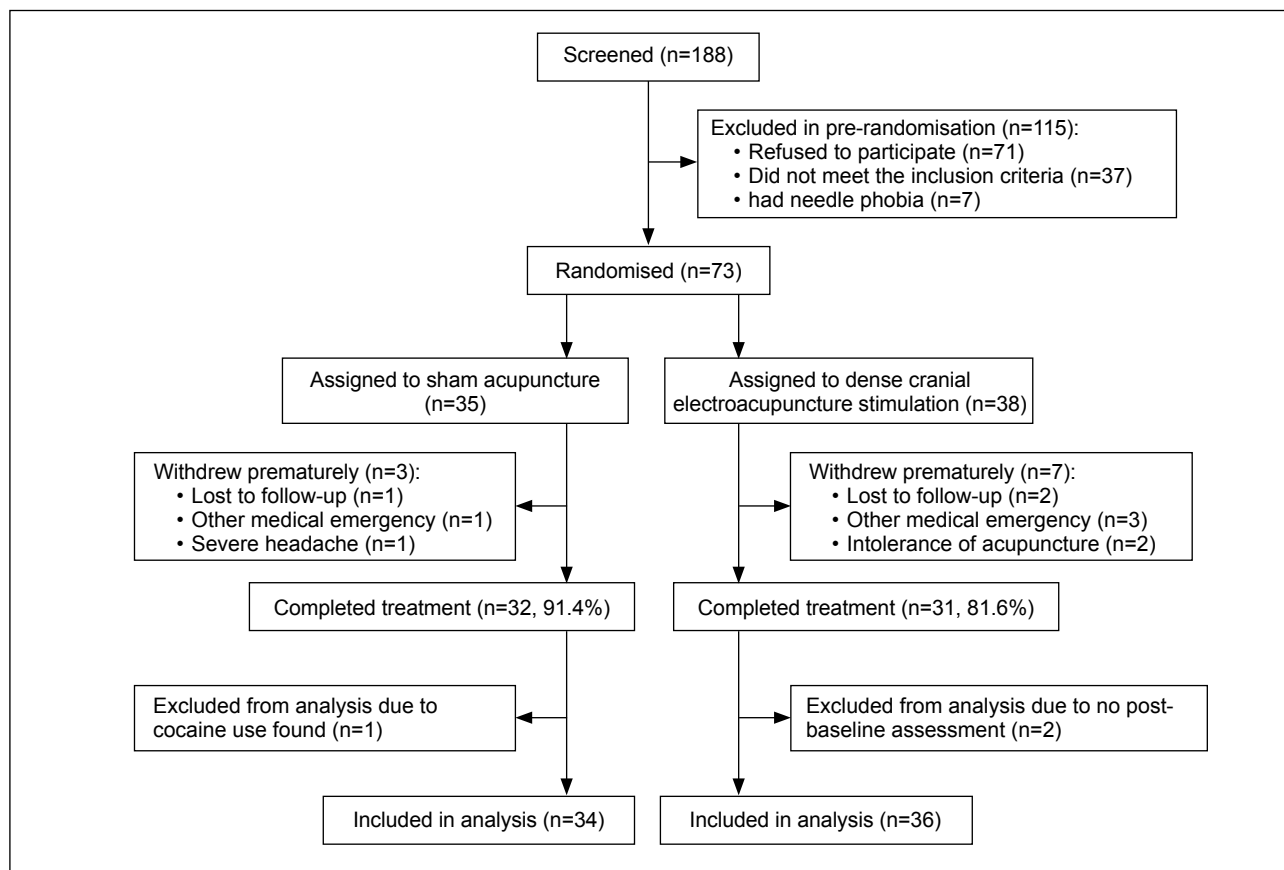 Screened (n=188)
Excluded in pre-randomisation (n=115):
• Refused to participate (n=71)
• Did not meet the inclusion criteria (n=37)
• had needle phobia (n=7)
Randomised (n=73)
Assigned to sham acupuncture
(n=35)
Assigned to dense cranial
electroacupuncture stimulation (n=38)
Withdrew prematurely (n=3):
• Lost to follow-up (n=1)
• Other medical emergency (n=1)
• Severe headache (n=1)
Withdrew prematurely (n=7):
• Lost to follow-up (n=2)
• Other medical emergency (n=3)
• Intolerance of acupuncture (n=2)
Completed treatment (n=32, 91.4%)
Completed treatment (n=31, 81.6%)
Excluded from analysis due to
cocaine use found (n=1)
Excluded from analysis due to no post-
baseline assessment (n=2)
Included in analysis (n=34)
Included in analysis (n=36)